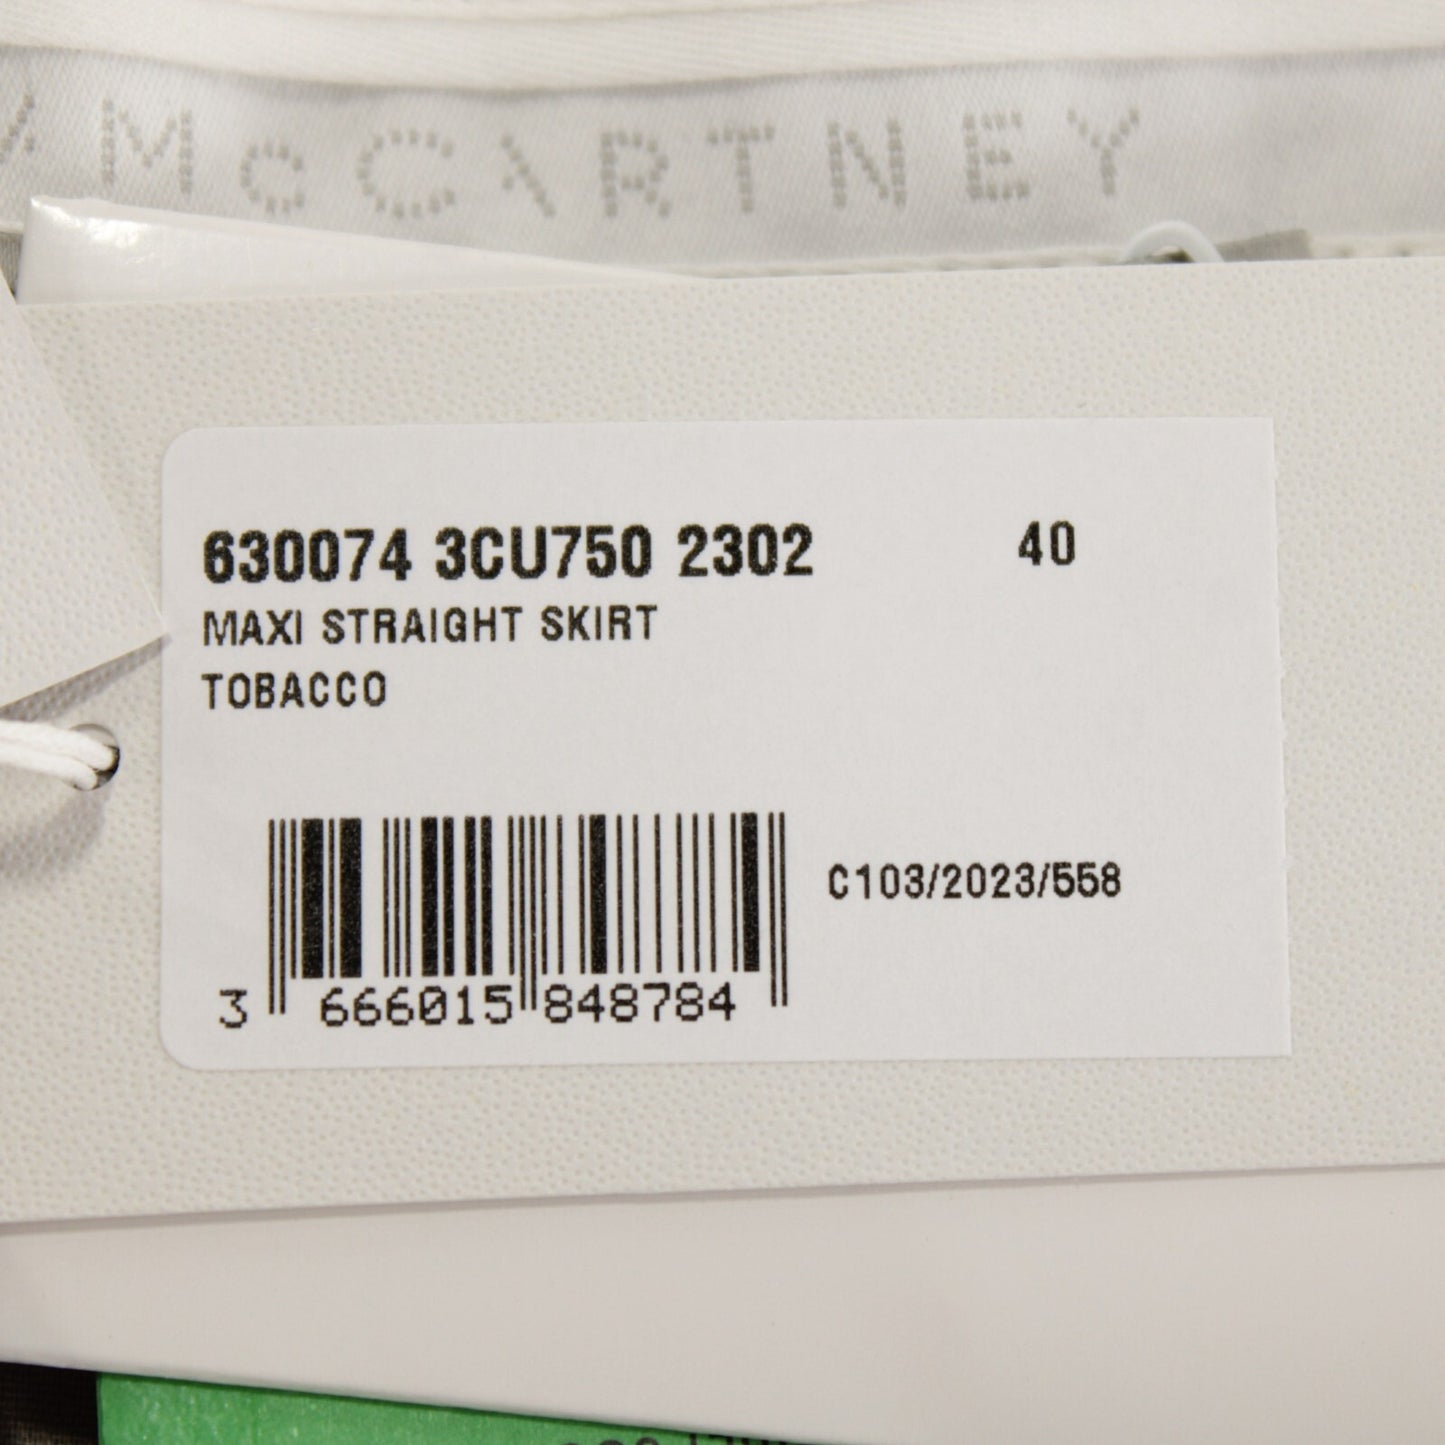 McCARTNEY
630074 3CU750 2302 40
MAXI STRAIGHT SKIRT
TOBACCO
C103/2023/558
3 666015 848784